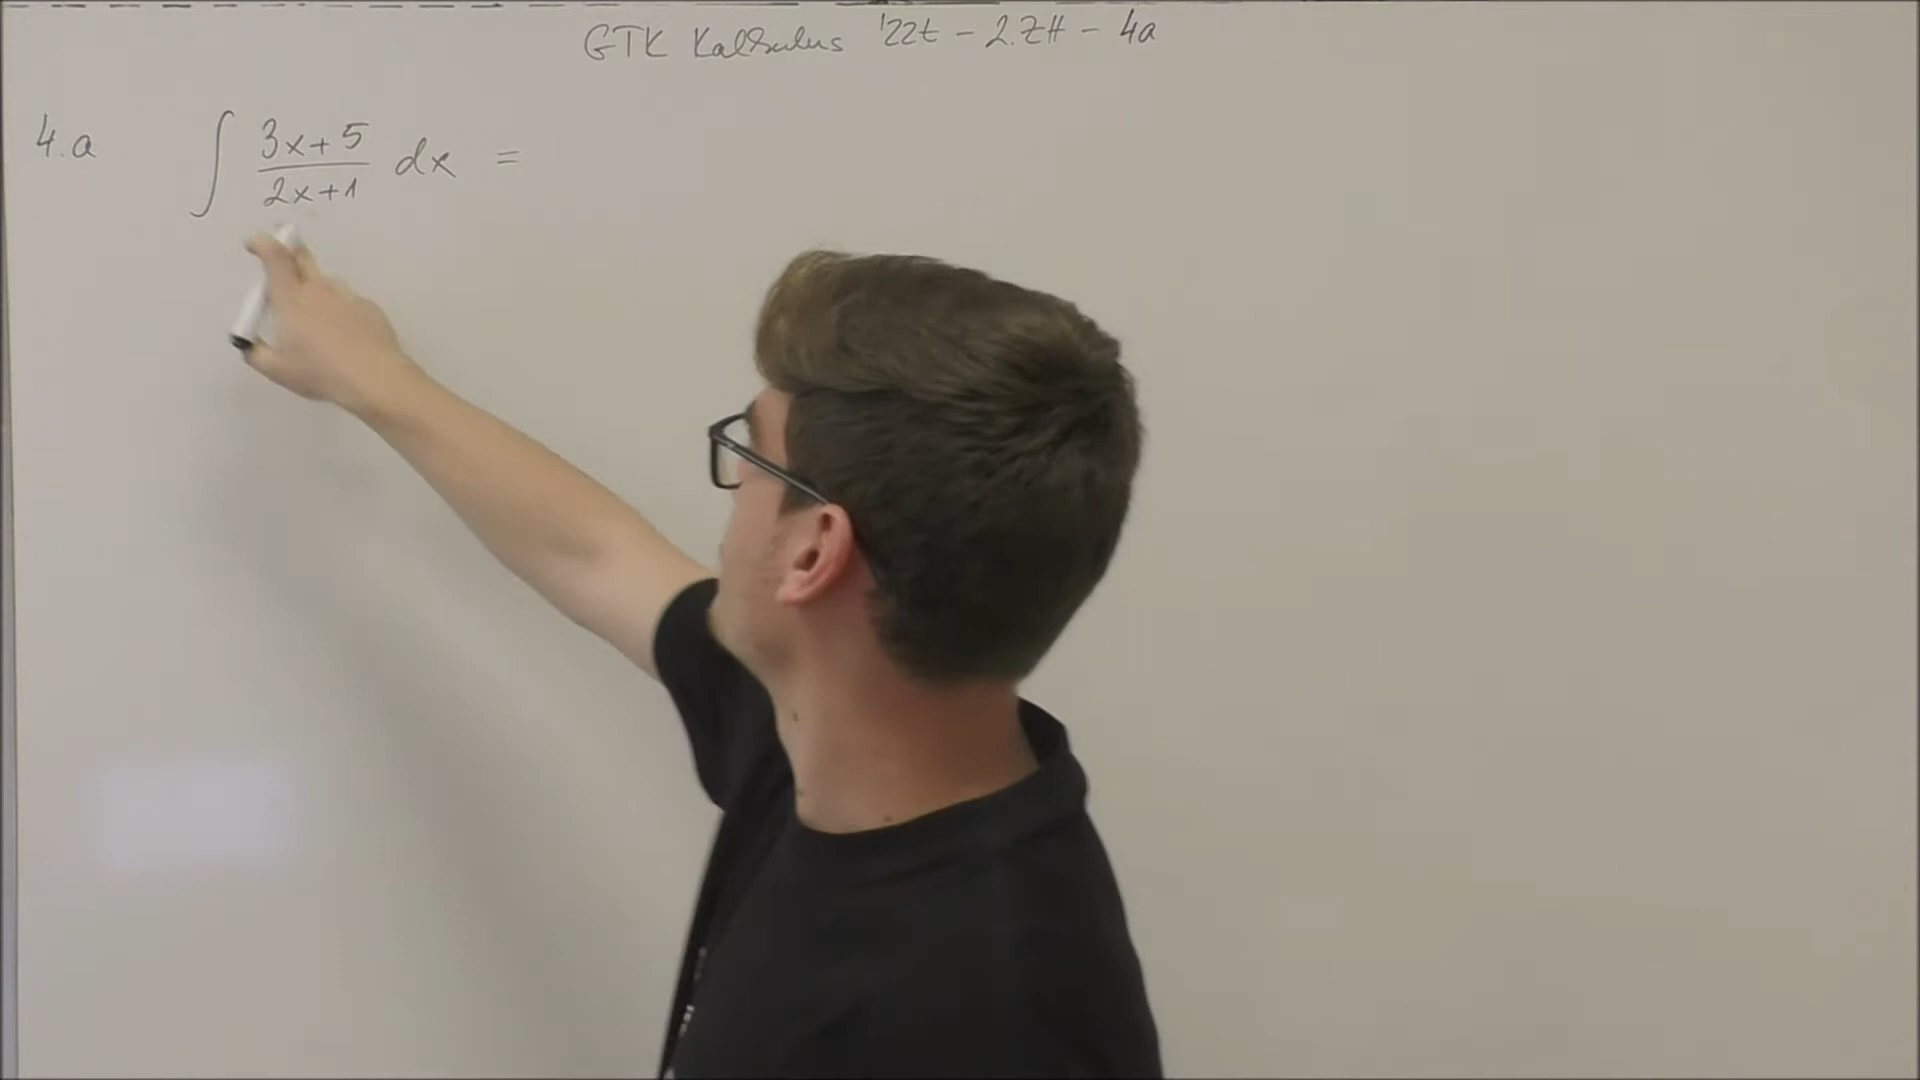 GTK Kalkulus '22t - 2.ZH - 4a
4.a ∫ (3x+5)/(2x+1) dx =